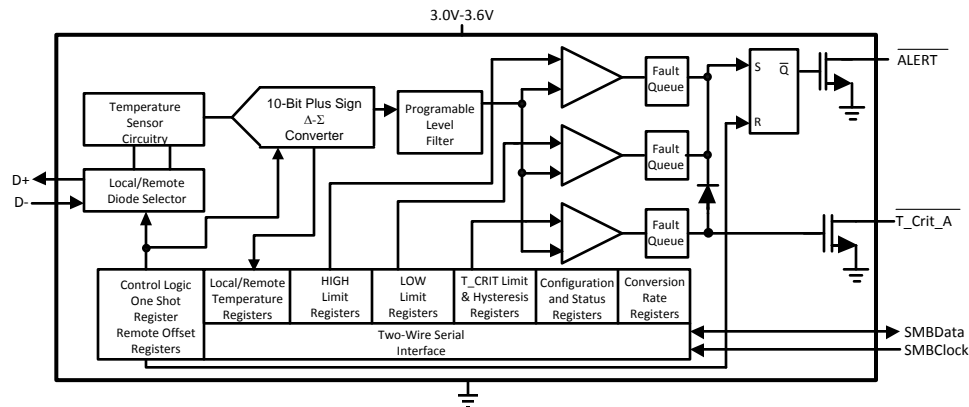 3.0V-3.6V
ALERT
Temperature
Sensor
Circuitry
10-Bit Plus Sign
Δ-Σ
Converter
Programable
Level
Filter
Fault
Queue
S
Q
R
D+
D-
Local/Remote
Diode Selector
Fault
Queue
T_Crit_A
Fault
Queue
Control Logic
One Shot
Register
Remote Offset
Registers
Local/Remote
Temperature
Registers
HIGH
Limit
Registers
LOW
Limit
Registers
T_CRIT Limit
& Hysteresis
Registers
Configuration
and Status
Registers
Conversion
Rate
Registers
Two-Wire Serial
Interface
SMBData
SMBClock